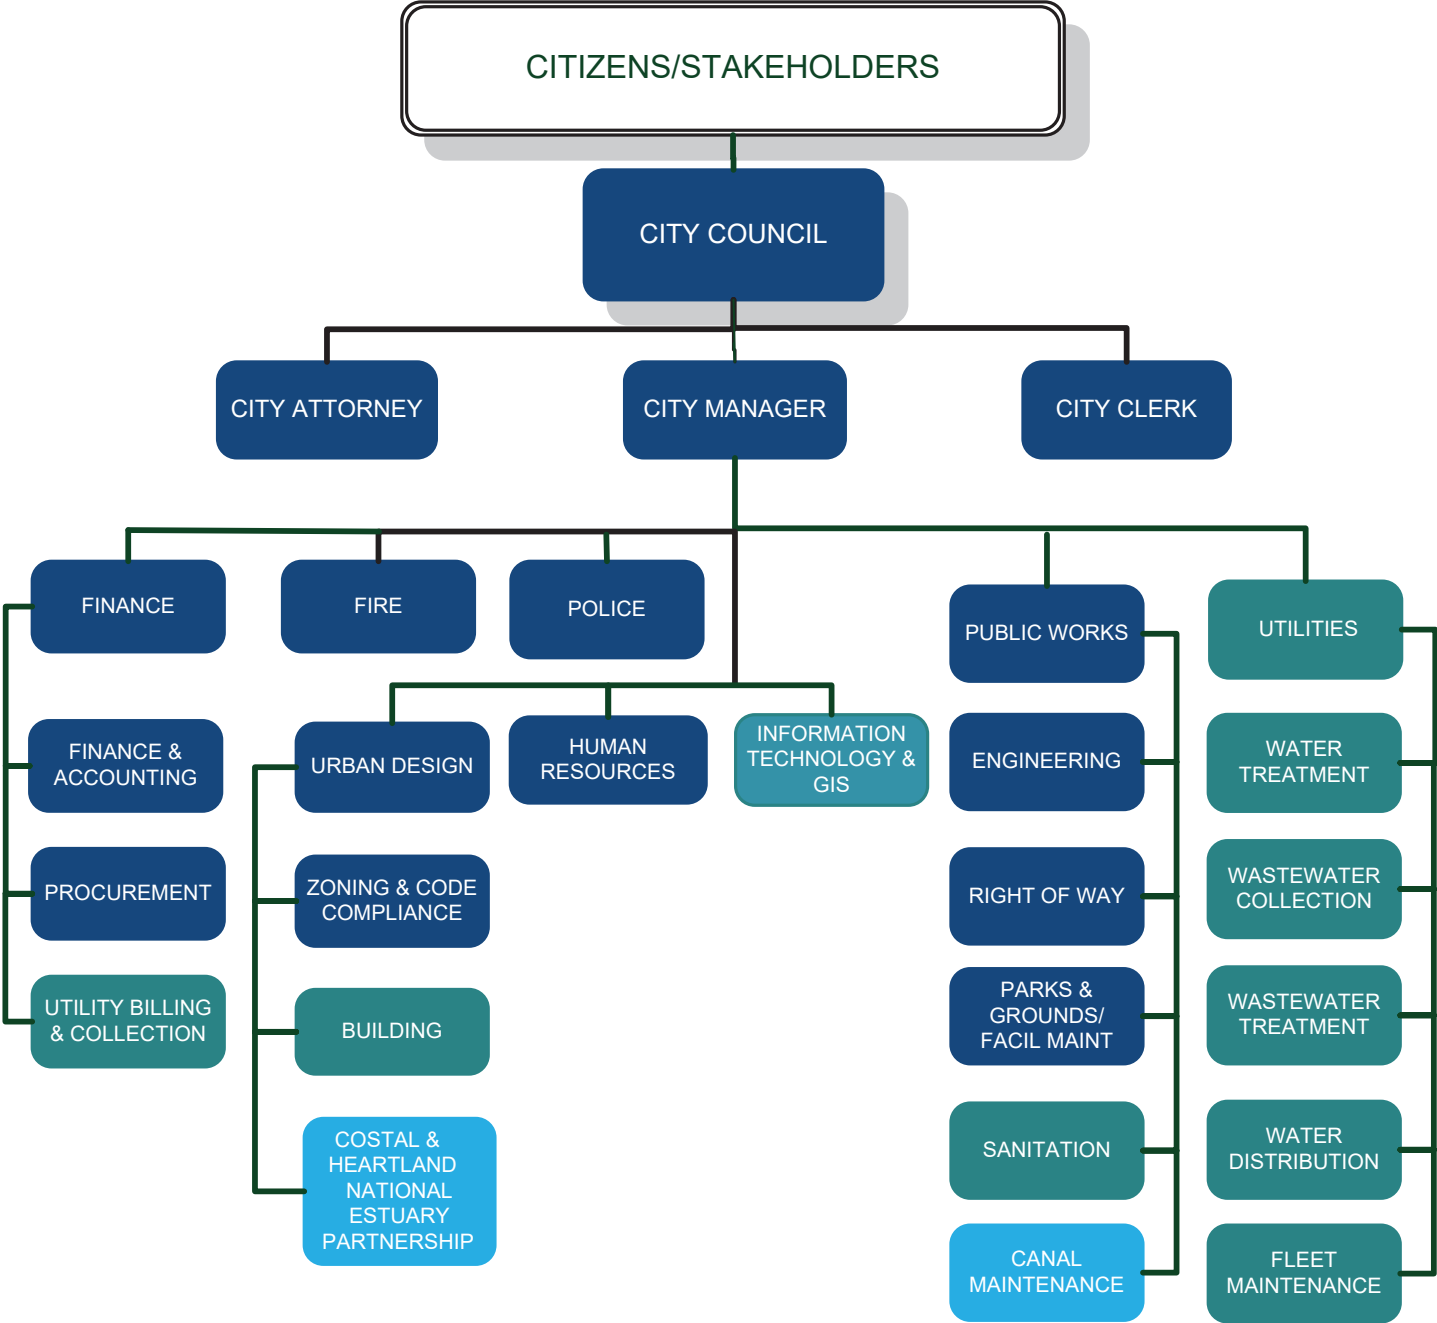 CITIZENS/STAKEHOLDERS
CITY COUNCIL
CITY ATTORNEY
CITY MANAGER
CITY CLERK
FINANCE
FIRE
POLICE
PUBLIC WORKS
UTILITIES
FINANCE &
ACCOUNTING
URBAN DESIGN
HUMAN
RESOURCES
INFORMATION
TECHNOLOGY &
GIS
ENGINEERING
WATER
TREATMENT
PROCUREMENT
ZONING & CODE
COMPLIANCE
RIGHT OF WAY
WASTEWATER
COLLECTION
UTILITY BILLING
& COLLECTION
BUILDING
PARKS &
GROUNDS/
FACIL MAINT
WASTEWATER
TREATMENT
COSTAL &
HEARTLAND
NATIONAL
ESTUARY
PARTNERSHIP
SANITATION
WATER
DISTRIBUTION
CANAL
MAINTENANCE
FLEET
MAINTENANCE